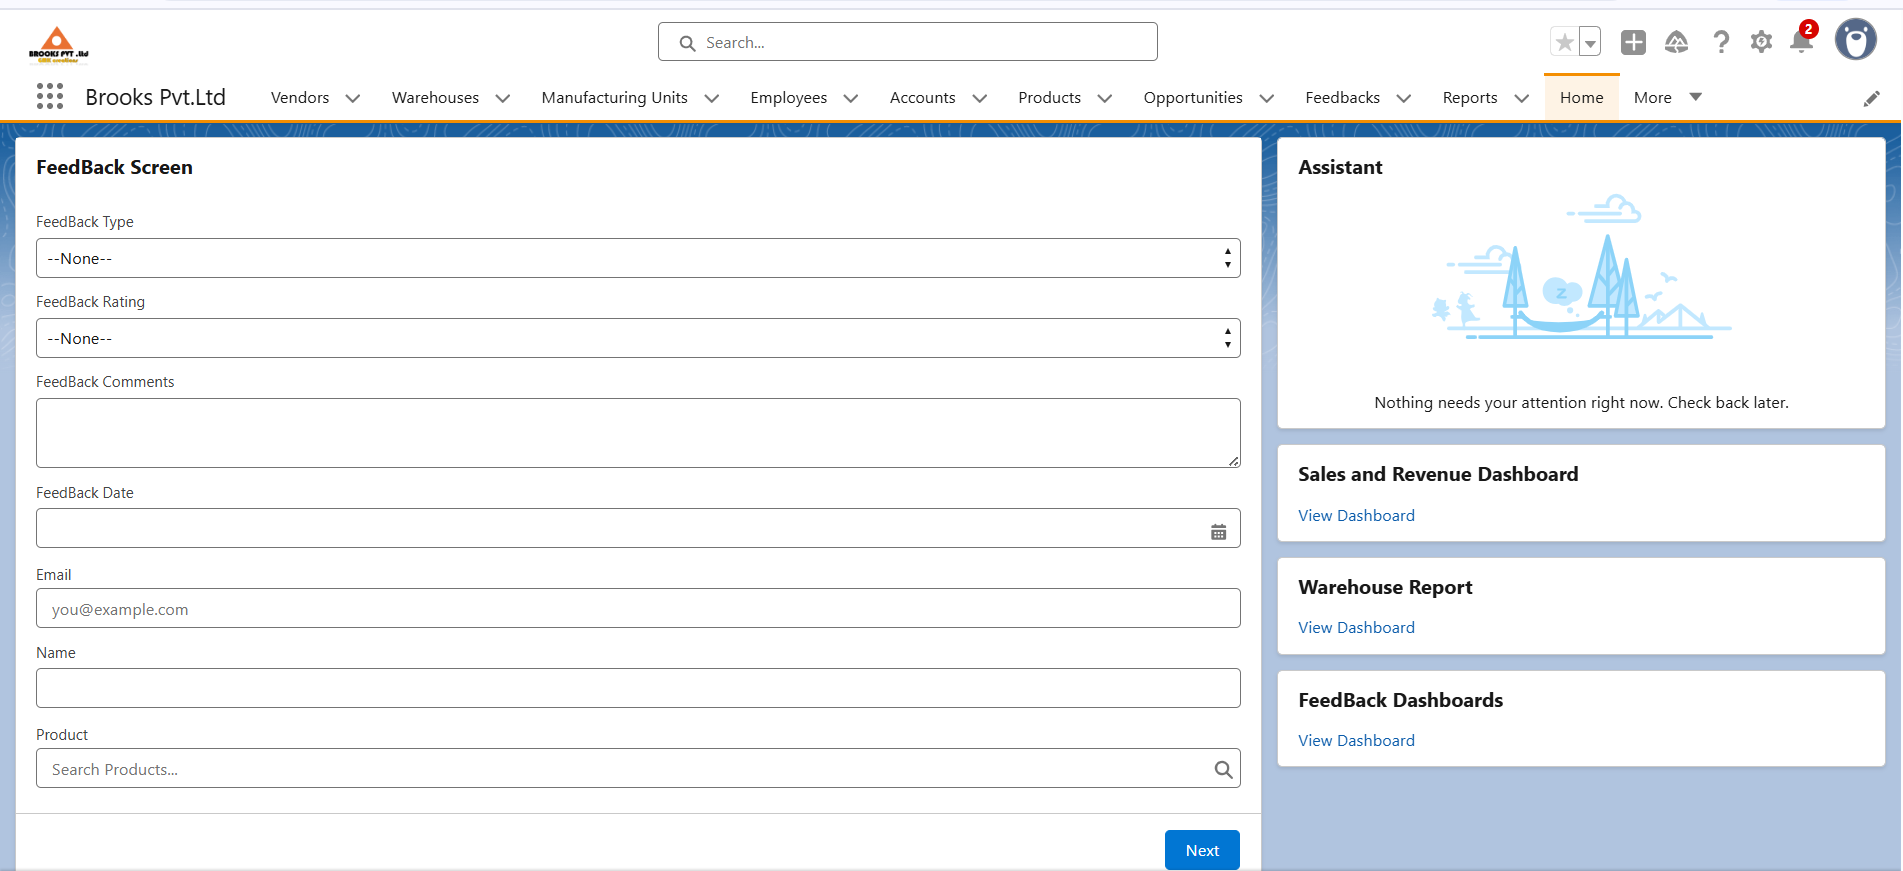 BROOKS PVT .Ltd
Search...
2
Brooks Pvt.Ltd
Vendors
Warehouses
Manufacturing Units
Employees
Accounts
Products
Opportunities
Feedbacks
Reports
Home
More
FeedBack Screen
FeedBack Type
--None--
FeedBack Rating
--None--
FeedBack Comments
FeedBack Date
Email
you@example.com
Name
Product
Search Products...
Next
Assistant
z
Nothing needs your attention right now. Check back later.
Sales and Revenue Dashboard
View Dashboard
Warehouse Report
View Dashboard
FeedBack Dashboards
View Dashboard